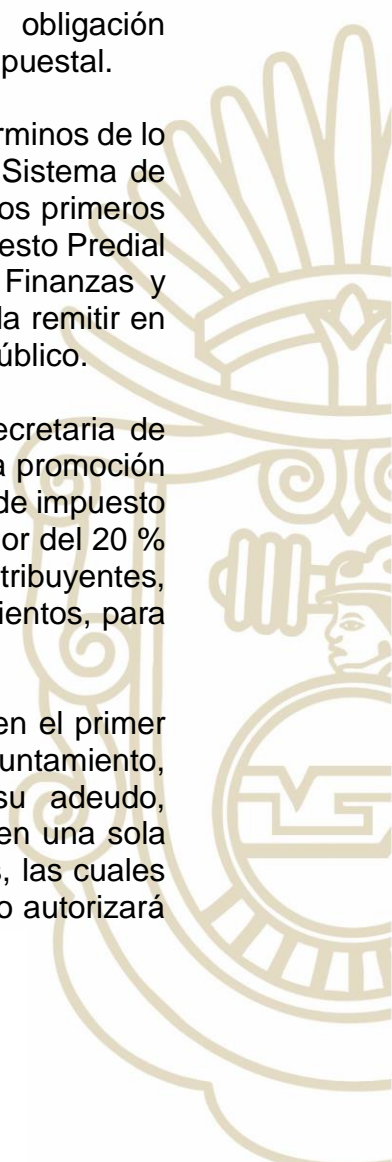 obligación
puestal.
rminos de lo
Sistema de
os primeros
esto Predial
Finanzas y
la remitir en
úblico.
ecretaria de
a promoción
de impuesto
or del 20 %
tribuyentes,
ientos, para
en el primer
untamiento,
su adeudo,
en una sola
s, las cuales
o autorizará